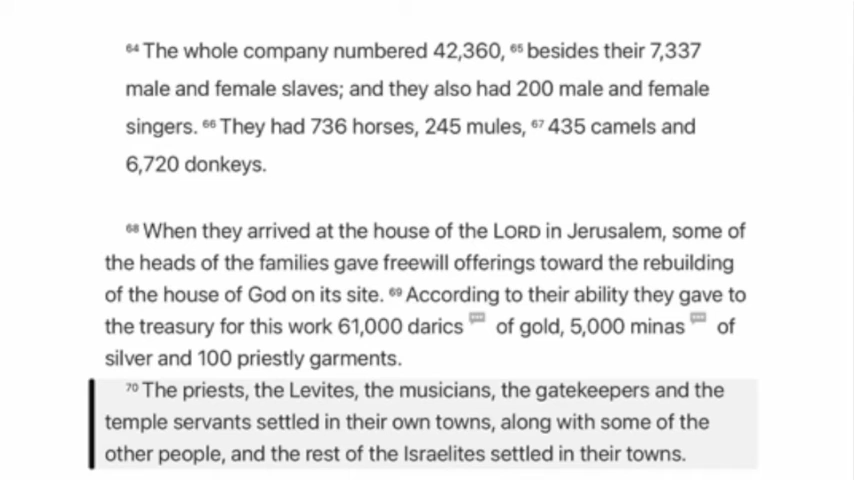 64 The whole company numbered 42,360, 65 besides their 7,337
male and female slaves; and they also had 200 male and female
singers. 66 They had 736 horses, 245 mules, 67 435 camels and
6,720 donkeys.
68 When they arrived at the house of the LORD in Jerusalem, some of
the heads of the families gave freewill offerings toward the rebuilding
of the house of God on its site. 69 According to their ability they gave to
the treasury for this work 61,000 darics of gold, 5,000 minas of
silver and 100 priestly garments.
70 The priests, the Levites, the musicians, the gatekeepers and the
temple servants settled in their own towns, along with some of the
other people, and the rest of the Israelites settled in their towns.